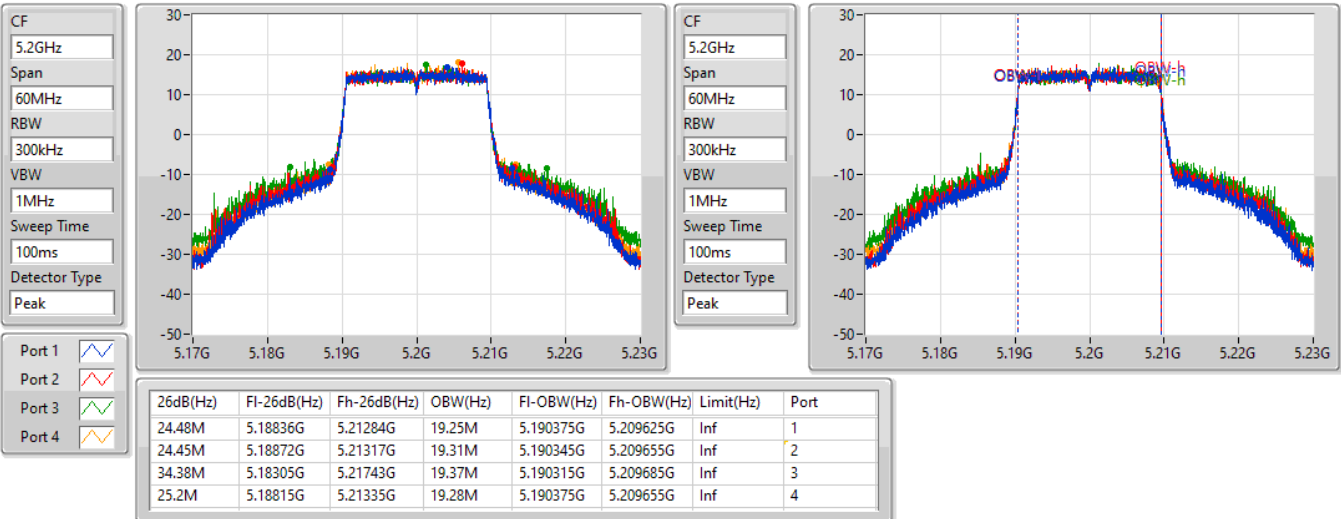 CF
5.2GHz
Span
60MHz
RBW
300kHz
VBW
1MHz
Sweep Time
100ms
Detector Type
Peak
Port 1
Port 2
Port 3
Port 4
30
20
10
0
-10
-20
-30
-40
-50
5.17G 5.18G 5.19G 5.2G 5.21G 5.22G 5.23G
CF
5.2GHz
Span
60MHz
RBW
300kHz
VBW
1MHz
Sweep Time
100ms
Detector Type
Peak
30
20
10
0
-10
-20
-30
-40
-50
OBW-h
OBW-h
5.17G 5.18G 5.19G 5.2G 5.21G 5.22G 5.23G
26dB(Hz) Fl-26dB(Hz) Fh-26dB(Hz) OBW(Hz) Fl-OBW(Hz) Fh-OBW(Hz) Limit(Hz) Port
24.48M 5.18836G 5.21284G 19.25M 5.190375G 5.209625G Inf 1
24.45M 5.18872G 5.21317G 19.31M 5.190345G 5.209655G Inf 2
34.38M 5.18305G 5.21743G 19.37M 5.190315G 5.209685G Inf 3
25.2M 5.18815G 5.21335G 19.28M 5.190375G 5.209655G Inf 4